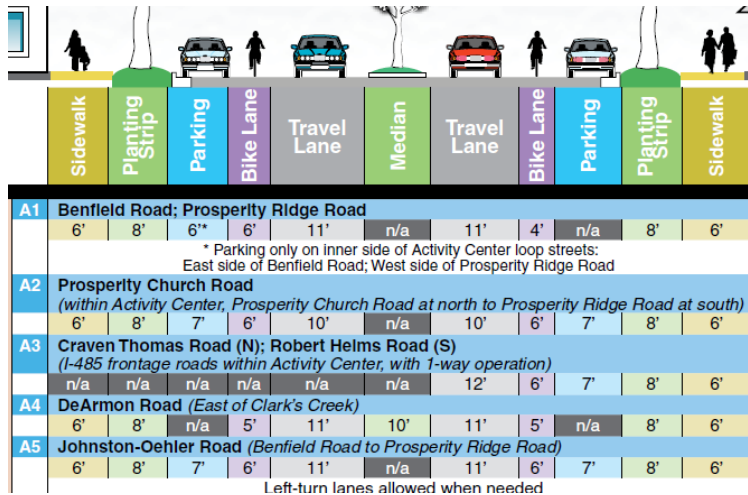 Sidewalk Planting Strip Parking Bike Lane Travel Lane Median Travel Lane Bike Lane Parking Planting Strip Sidewalk
A1 Benfield Road; Prosperity Ridge Road
6' 8' 6'* 6' 11' n/a 11' 4' n/a 8' 6'
* Parking only on inner side of Activity Center loop streets:
East side of Benfield Road; West side of Prosperity Ridge Road
A2 Prosperity Church Road
(within Activity Center, Prosperity Church Road at north to Prosperity Ridge Road at south)
6' 8' 7' 6' 10' n/a 10' 6' 7' 8' 6'
A3 Craven Thomas Road (N); Robert Helms Road (S)
(I-485 frontage roads within Activity Center, with 1-way operation)
n/a n/a n/a n/a n/a n/a 12' 6' 7' 8' 6'
A4 DeArmon Road (East of Clark's Creek)
6' 8' n/a 5' 11' 10' 11' 5' n/a 8' 6'
A5 Johnston-Oehler Road (Benfield Road to Prosperity Ridge Road)
6' 8' 7' 6' 11' n/a 11' 6' 7' 8' 6'
Left-turn lanes allowed when needed